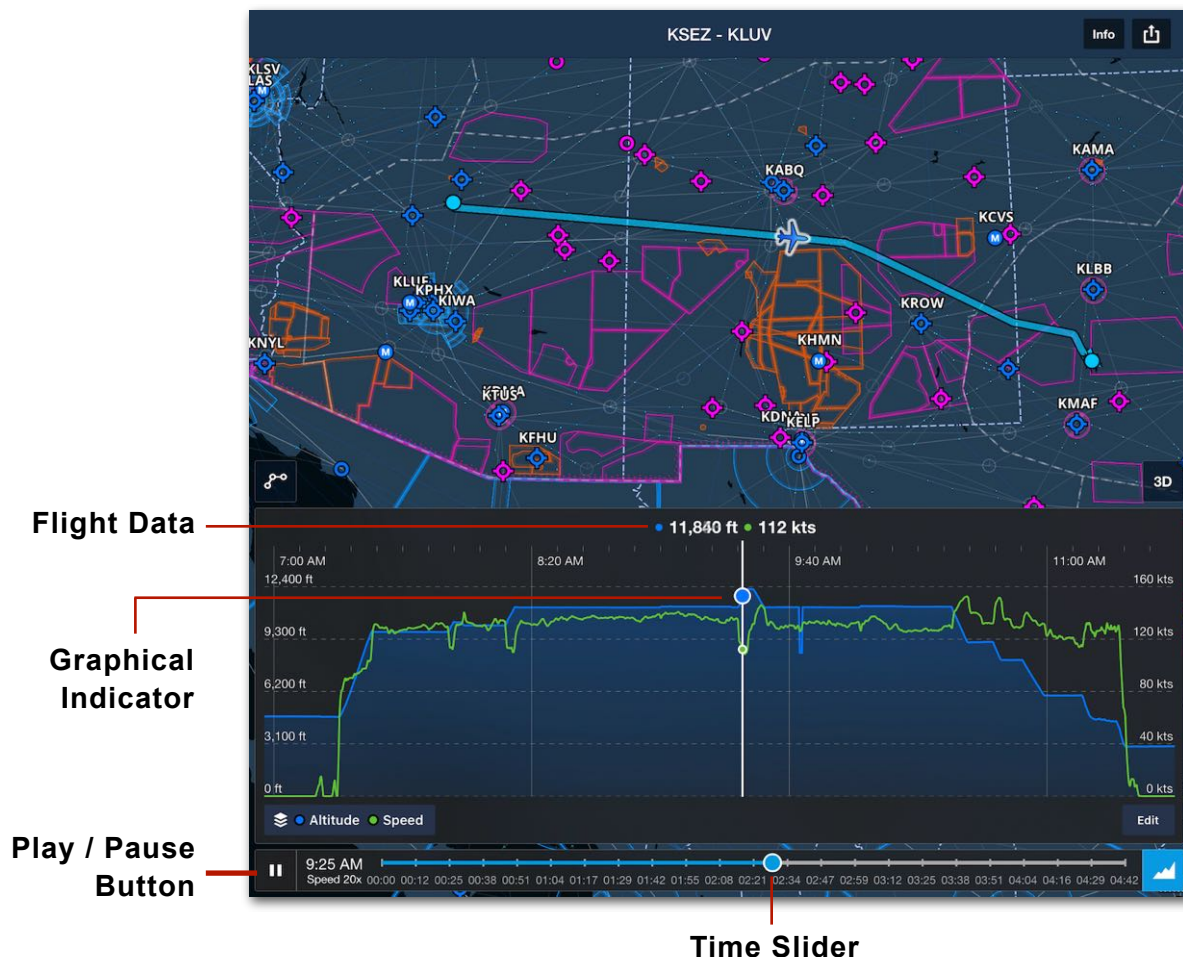 KSEZ - KLUV
Info
KLSV
LAS
KABQ
KAMA
KCVS
KLBB
KLUF
KPHX
KIWA
KROW
KNYL
KHMN
KTUS
KMAF
KELP
KFHU
3D
Flight Data
11,840 ft 112 kts
7:00 AM 8:20 AM 9:40 AM 11:00 AM
12,400 ft 160 kts
9,300 ft 120 kts
6,200 ft 80 kts
3,100 ft 40 kts
0 ft 0 kts
Graphical
Indicator
Altitude Speed Edit
Play / Pause
Button
9:25 AM
Speed 20x 00:00 00:12 00:25 00:38 00:51 01:04 01:17 01:29 01:42 01:55 02:08 02:21 02:34 02:47 02:59 03:12 03:25 03:38 03:51 04:04 04:16 04:29 04:42
Time Slider